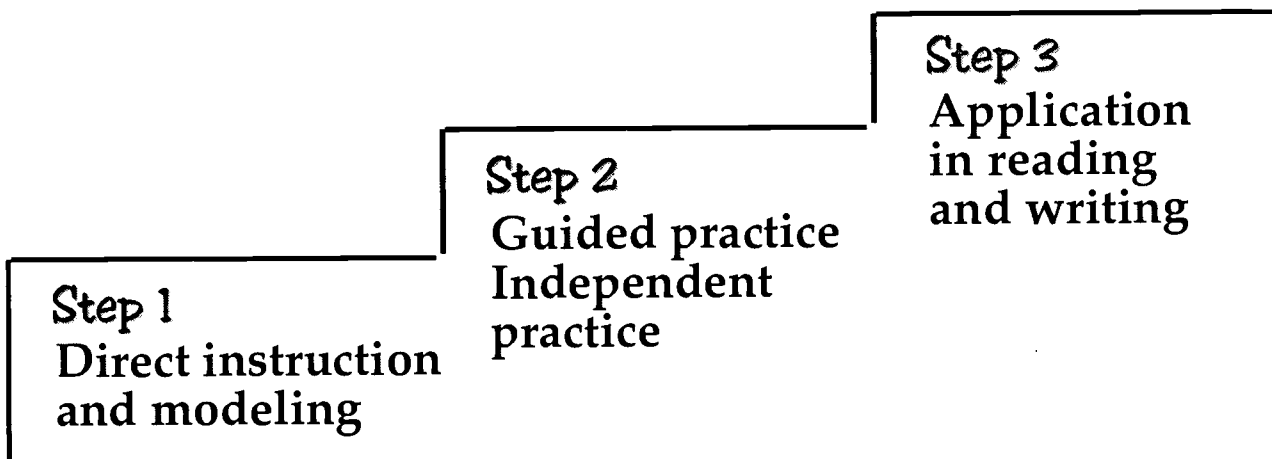 Step 1
Direct instruction
and modeling
Step 2
Guided practice
Independent
practice
Step 3
Application
in reading
and writing